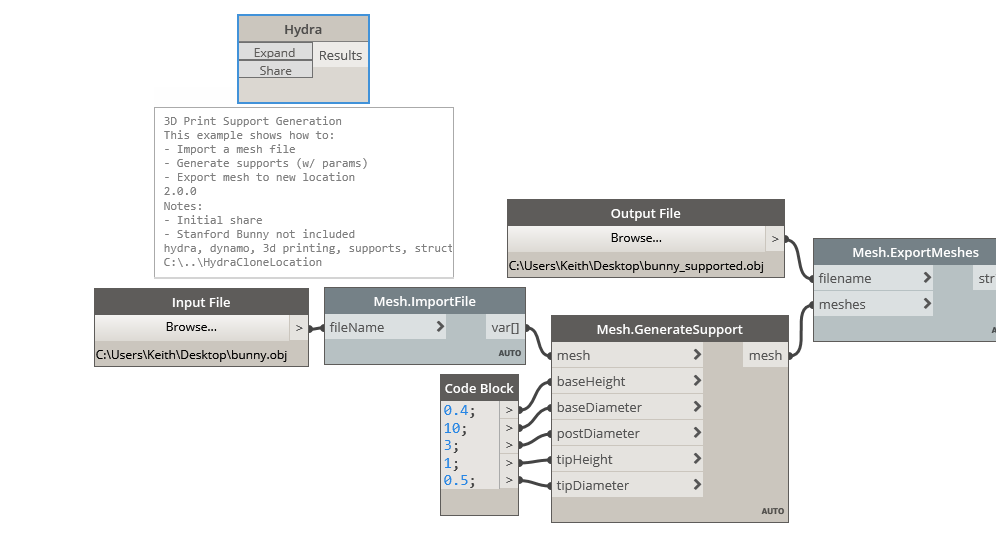 Hydra
Expand
Share
Results
3D Print Support Generation
This example shows how to:
- Import a mesh file
- Generate supports (w/ params)
- Export mesh to new location
2.0.0
Notes:
- Initial share
- Stanford Bunny not included
hydra, dynamo, 3d printing, supports, struct
C:\..\HydraCloneLocation
Output File
Browse...
>
C:\Users\Keith\Desktop\bunny_supported.obj
Mesh.ExportMeshes
filename
str
meshes
A
Input File
Browse...
>
C:\Users\Keith\Desktop\bunny.obj
Mesh.ImportFile
fileName
var[]
AUTO
Mesh.GenerateSupport
mesh
mesh
baseHeight
baseDiameter
postDiameter
tipHeight
tipDiameter
AUTO
Code Block
0.4; >
10; >
3; >
1; >
0.5; >